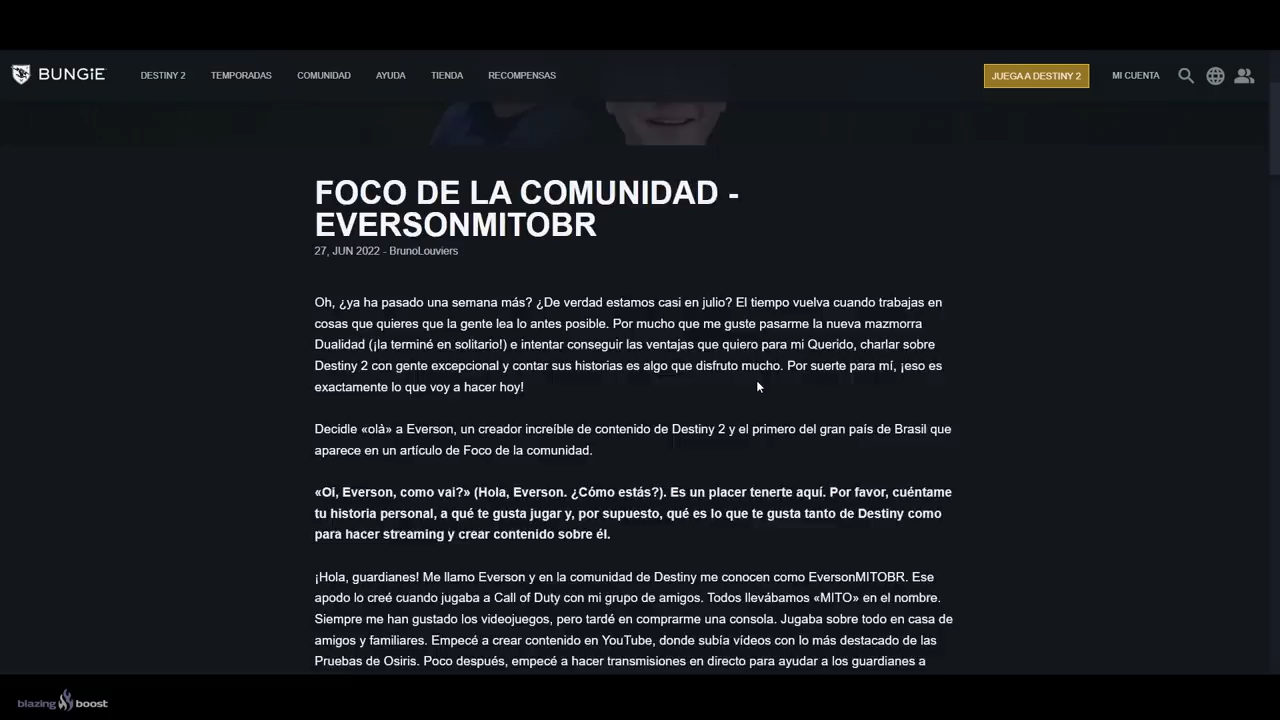 BUNGiE
DESTINY 2 TEMPORADAS COMUNIDAD AYUDA TIENDA RECOMPENSAS JUEGA A DESTINY 2 MI CUENTA
FOCO DE LA COMUNIDAD -
EVERSONMITOBR
27, JUN 2022 - BrunoLouviers
Oh, ¿ya ha pasado una semana más? ¿De verdad estamos casi en julio? El tiempo vuelva cuando trabajas en
cosas que quieres que la gente lea lo antes posible. Por mucho que me guste pasarme la nueva mazmorra
Dualidad (¡la terminé en solitario!) e intentar conseguir las ventajas que quiero para mi Querido, charlar sobre
Destiny 2 con gente excepcional y contar sus historias es algo que disfruto mucho. Por suerte para mí, ¡eso es
exactamente lo que voy a hacer hoy!
Decidle «olà» a Everson, un creador increíble de contenido de Destiny 2 y el primero del gran país de Brasil que
aparece en un artículo de Foco de la comunidad.
«Oi, Everson, como vai?» (Hola, Everson. ¿Cómo estás?). Es un placer tenerte aquí. Por favor, cuéntame
tu historia personal, a qué te gusta jugar y, por supuesto, qué es lo que te gusta tanto de Destiny como
para hacer streaming y crear contenido sobre él.
¡Hola, guardianes! Me llamo Everson y en la comunidad de Destiny me conocen como EversonMITOBR. Ese
apodo lo creé cuando jugaba a Call of Duty con mi grupo de amigos. Todos llevábamos «MITO» en el nombre.
Siempre me han gustado los videojuegos, pero tardé en comprarme una consola. Jugaba sobre todo en casa de
amigos y familiares. Empecé a crear contenido en YouTube, donde subía vídeos con lo más destacado de las
Pruebas de Osiris. Poco después, empecé a hacer transmisiones en directo para ayudar a los guardianes a
blazing boost